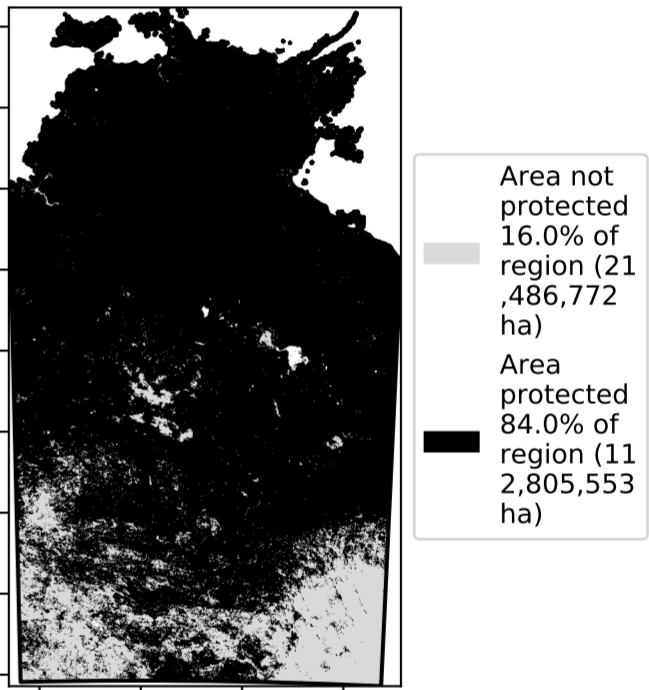 Area not
protected
16.0% of
region (21
,486,772
ha)
Area
protected
84.0% of
region (11
2,805,553
ha)